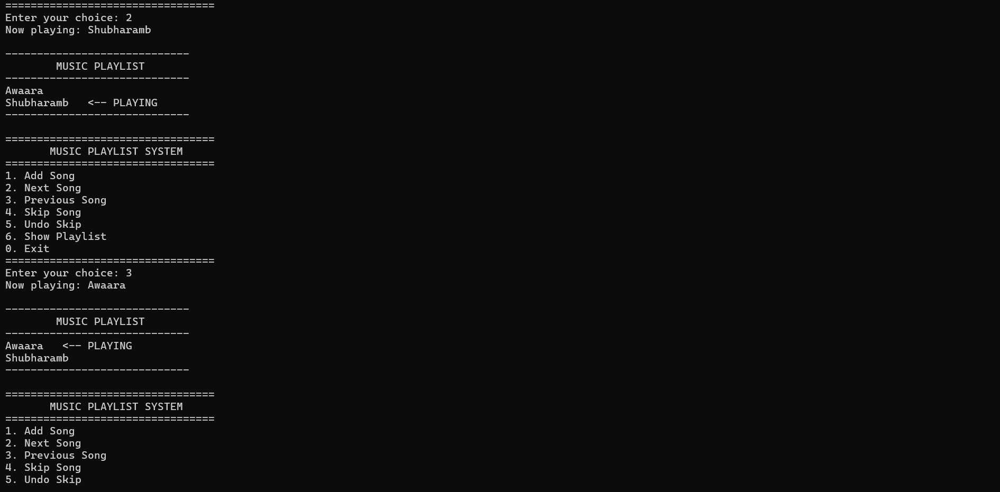 =================================
Enter your choice: 2
Now playing: Shubharamb
-----------------------------
MUSIC PLAYLIST
-----------------------------
Awaara
Shubharamb   <-- PLAYING
-----------------------------
=================================
MUSIC PLAYLIST SYSTEM
=================================
1. Add Song
2. Next Song
3. Previous Song
4. Skip Song
5. Undo Skip
6. Show Playlist
0. Exit
=================================
Enter your choice: 3
Now playing: Awaara
-----------------------------
MUSIC PLAYLIST
-----------------------------
Awaara   <-- PLAYING
Shubharamb
-----------------------------
=================================
MUSIC PLAYLIST SYSTEM
=================================
1. Add Song
2. Next Song
3. Previous Song
4. Skip Song
5. Undo Skip